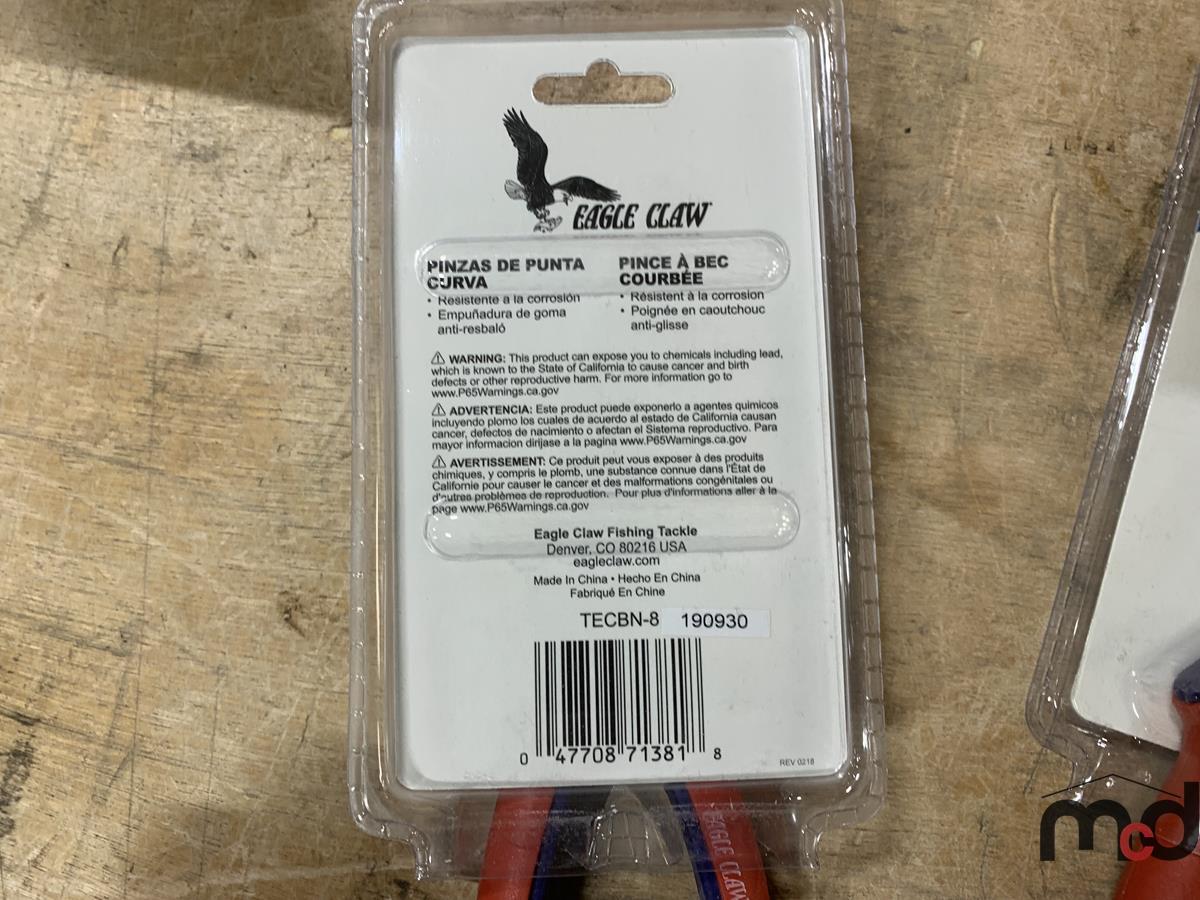 EAGLE CLAW
PINZAS DE PUNTA
CURVA
• Resistente a la corrosión
• Empuñadura de goma
anti-resbaló
PINCE À BEC
COURBÉE
• Résistent à la corrosion
• Poignée en caoutchouc
anti-glisse
⚠ WARNING: This product can expose you to chemicals including lead,
which is known to the State of California to cause cancer and birth
defects or other reproductive harm. For more information go to
www.P65Warnings.ca.gov
⚠ ADVERTENCIA: Este product puede exponerlo a agentes quimicos
incluyendo plomo los cuales de acuerdo al estado de California causan
cancer, defectos de nacimiento o afectan el Sistema reproductivo. Para
mayor informacion dirijase a la pagina www.P65Warnings.ca.gov
⚠ AVERTISSEMENT: Ce produit peut vous exposer à des produits
chimiques, y compris le plomb, une substance connue dans l'État de
Californie pour causer le cancer et des malformations congénitales ou
d'autres problèmes de reproduction. Pour plus d'informations aller à la
page www.P65Warnings.ca.gov
Eagle Claw Fishing Tackle
Denver, CO 80216 USA
eagleclaw.com
Made In China • Hecho En China
Fabriqué En Chine
TECBN-8 190930
0 47708 71381 8
REV 0218
EAGLE CLAW
mcd